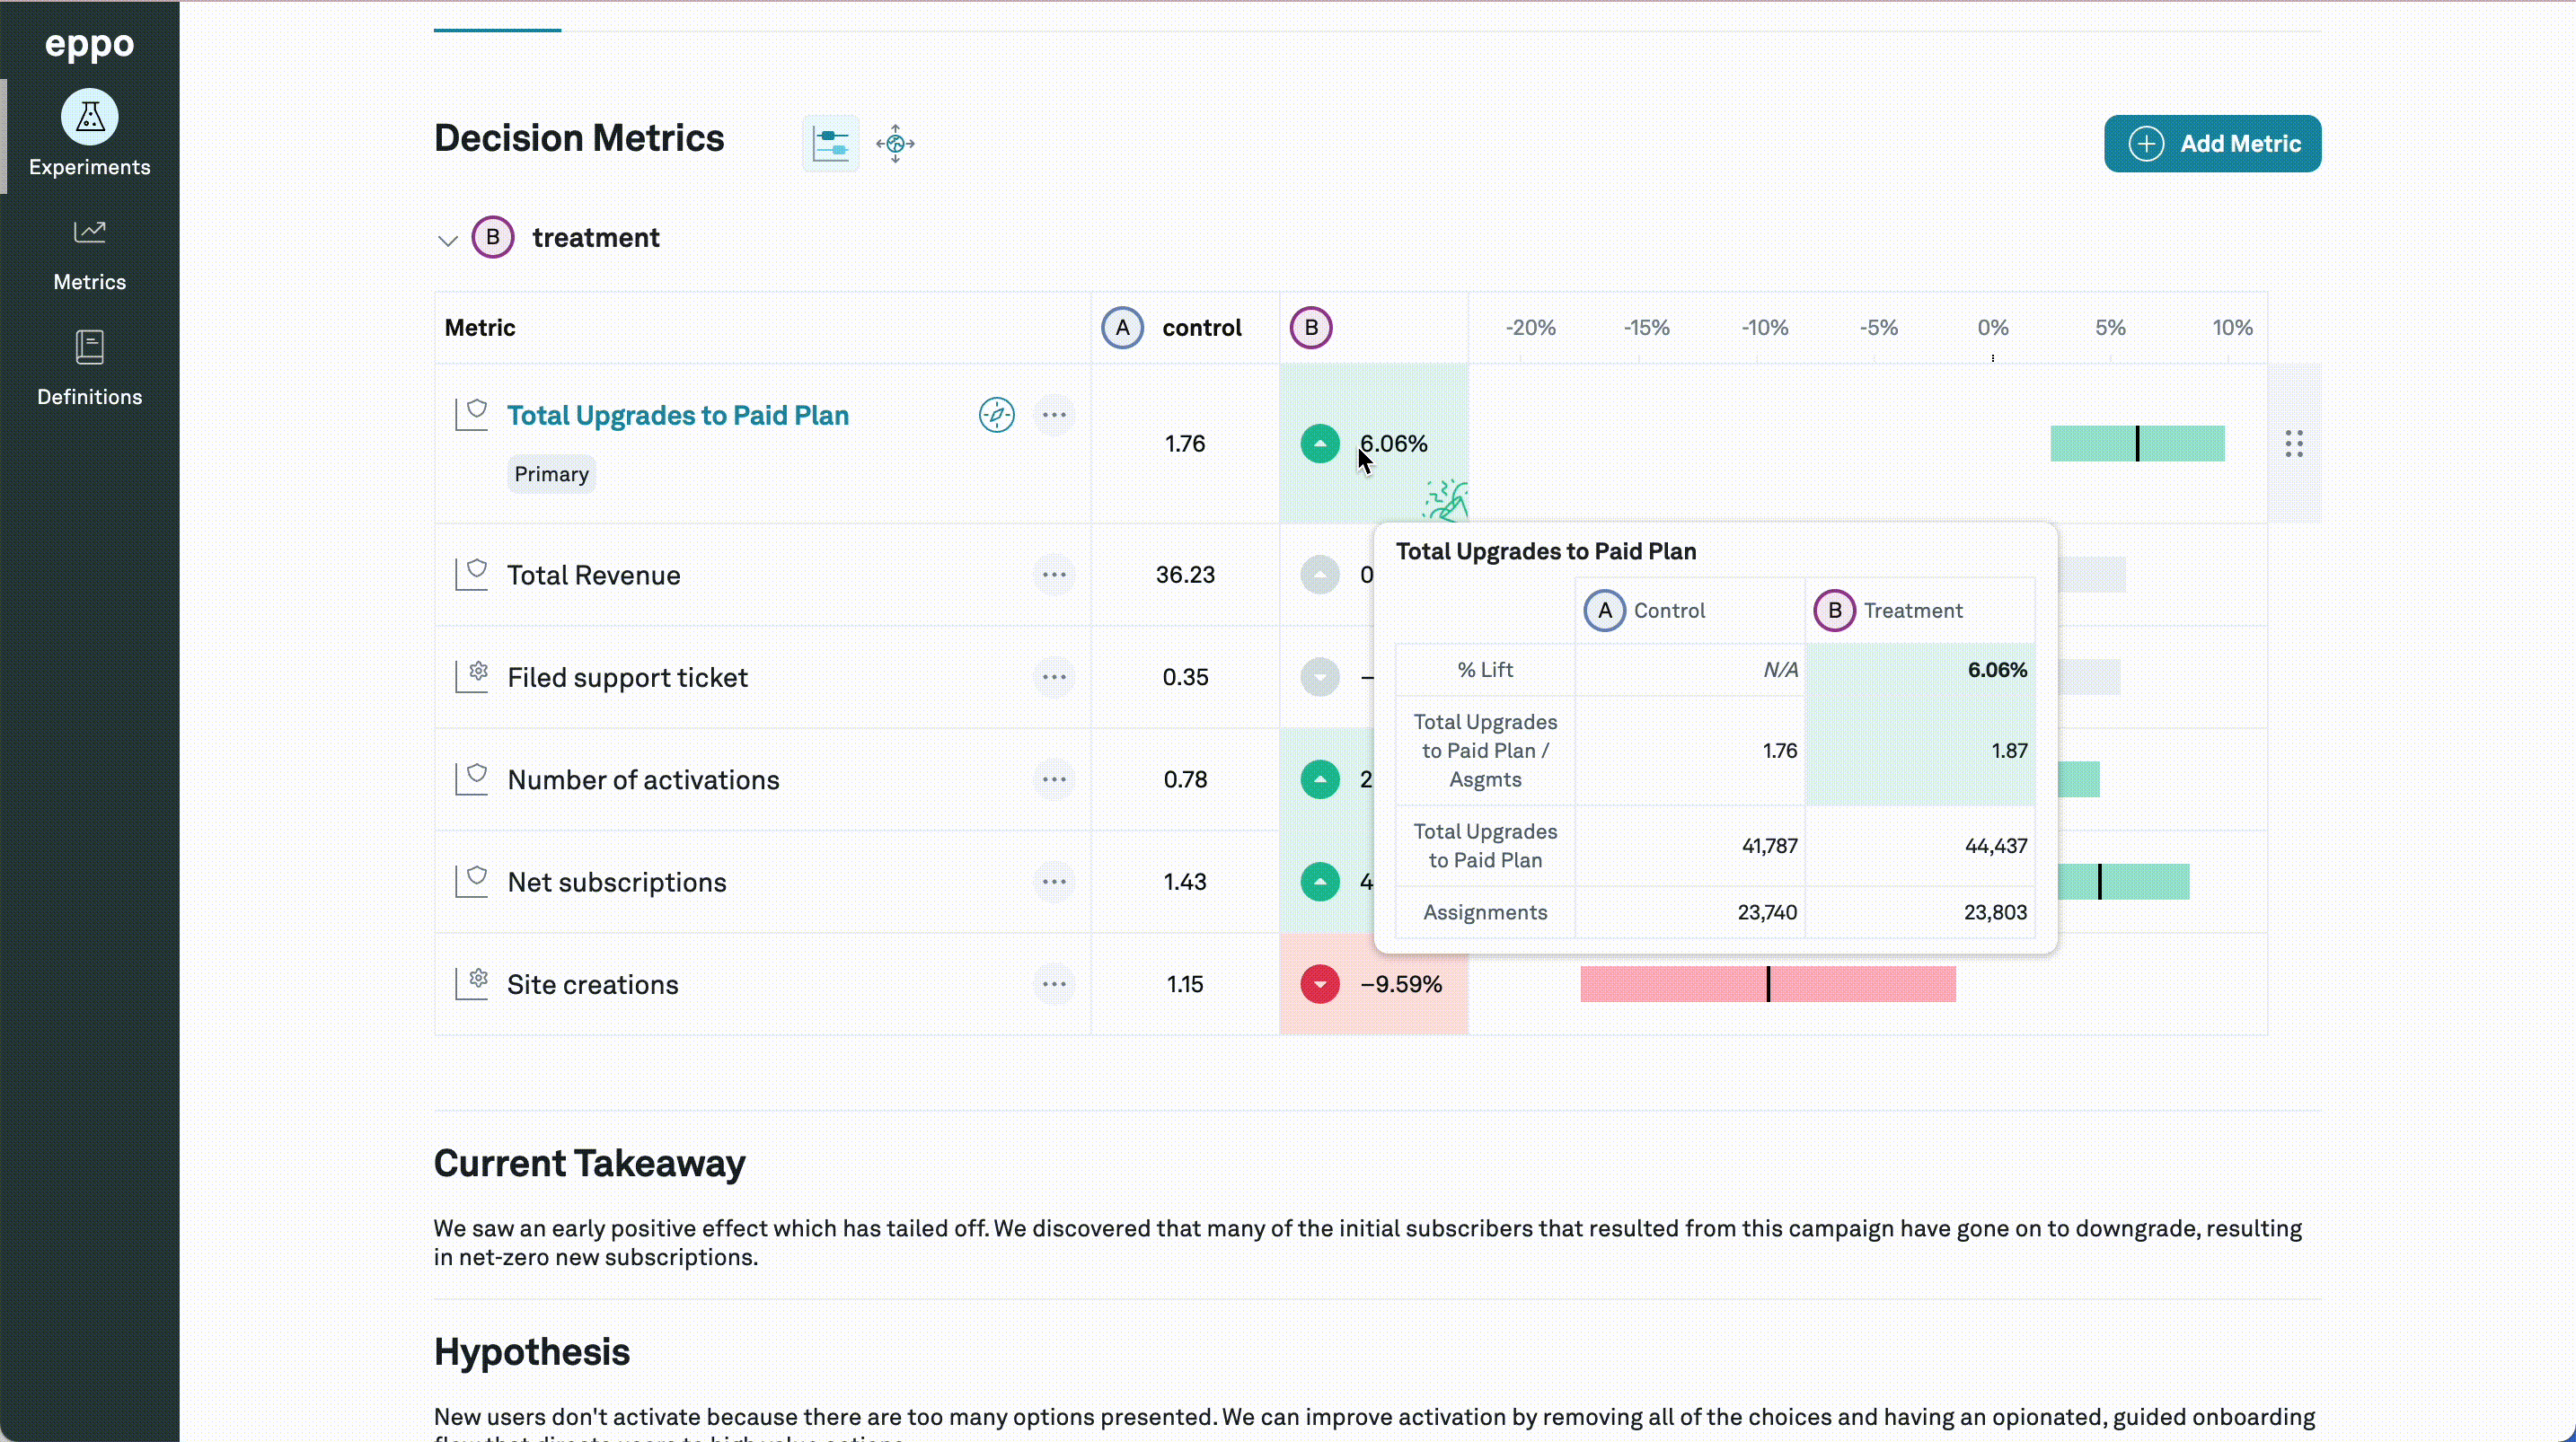 eppo
Experiments
Metrics
Definitions
Decision Metrics
Add Metric
B treatment
Metric
A control
B
-20% -15% -10% -5% 0% 5% 10%
Total Upgrades to Paid Plan
Primary
1.76
6.06%
Total Revenue
36.23
0
Filed support ticket
0.35
–
Number of activations
0.78
2
Net subscriptions
1.43
4
Site creations
1.15
–9.59%
Total Upgrades to Paid Plan
A Control
B Treatment
% Lift
N/A
6.06%
Total Upgrades
to Paid Plan /
Asgmts
1.76
1.87
Total Upgrades
to Paid Plan
41,787
44,437
Assignments
23,740
23,803
Current Takeaway
We saw an early positive effect which has tailed off. We discovered that many of the initial subscribers that resulted from this campaign have gone on to downgrade, resulting
in net-zero new subscriptions.
Hypothesis
New users don't activate because there are too many options presented. We can improve activation by removing all of the choices and having an opionated, guided onboarding